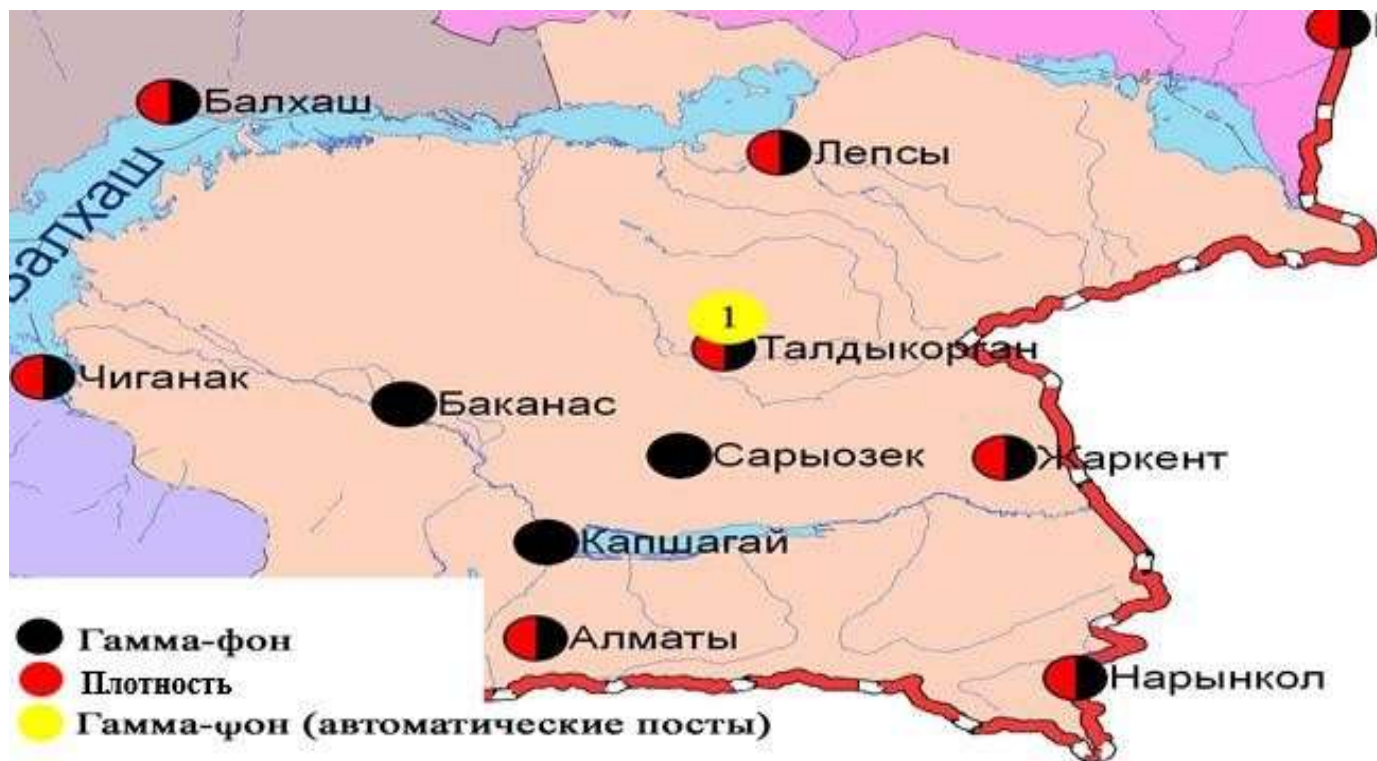 Балхаш
Лепсы
Балхаш
1
Талдыкорган
Чиганак
Баканас
Сарыозек
Жаркент
Капшагай
Алматы
Нарынкол
Гамма-фон
Плотность
Гамма-фон (автоматические посты)